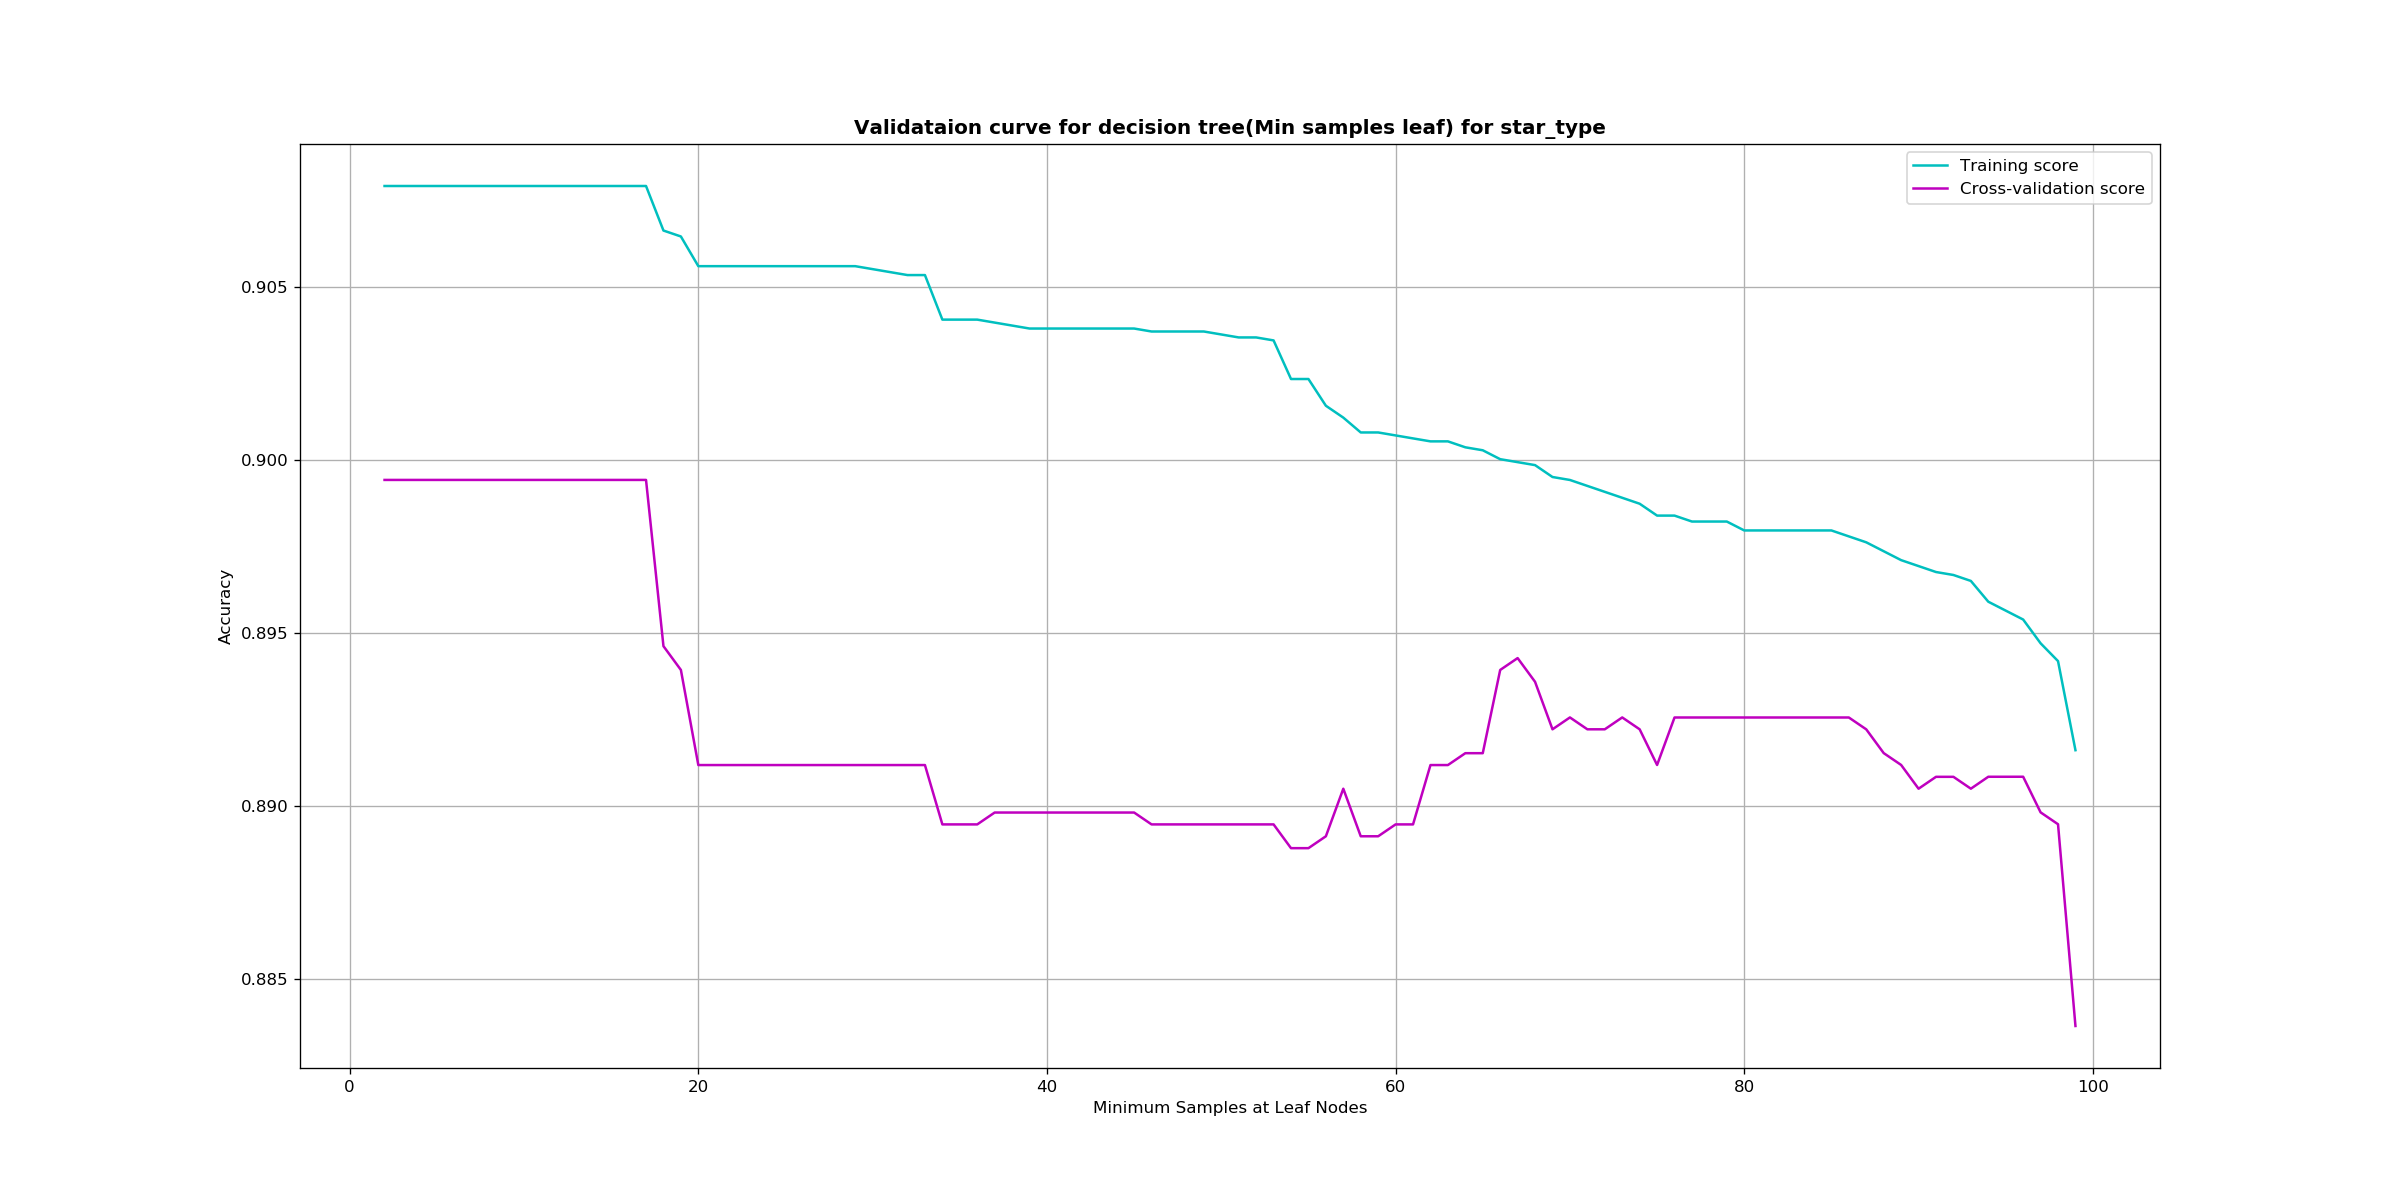 Validataion curve for decision tree(Min samples leaf) for star_type
Training score
Cross-validation score
Accuracy
0.905
0.900
0.895
0.890
0.885
0 20 40 60 80 100
Minimum Samples at Leaf Nodes